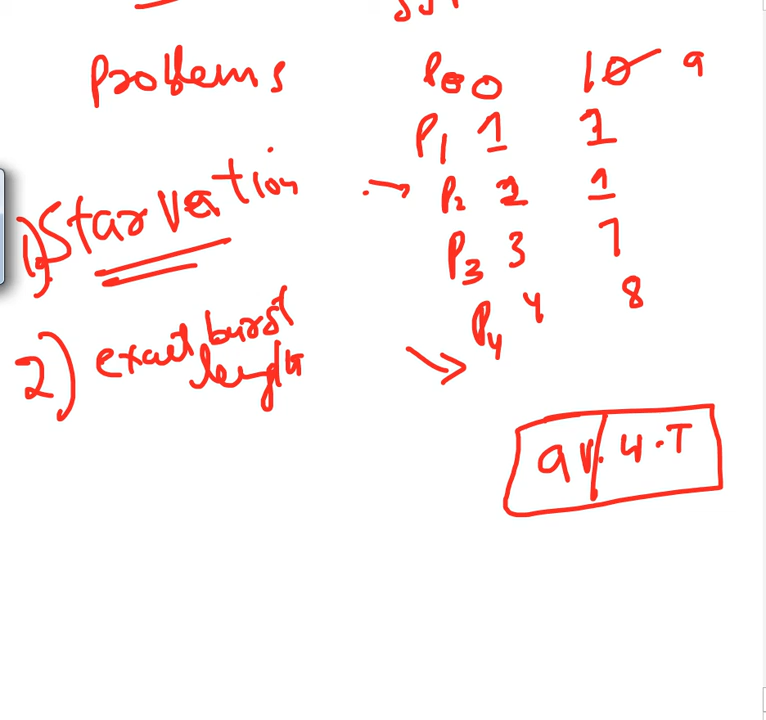 Problems
1) Starvation
2) exact burst
length
P0 0 10 9
P1 1 1
P2 2 1
P3 3 7
P4 4 8
av. 4.T